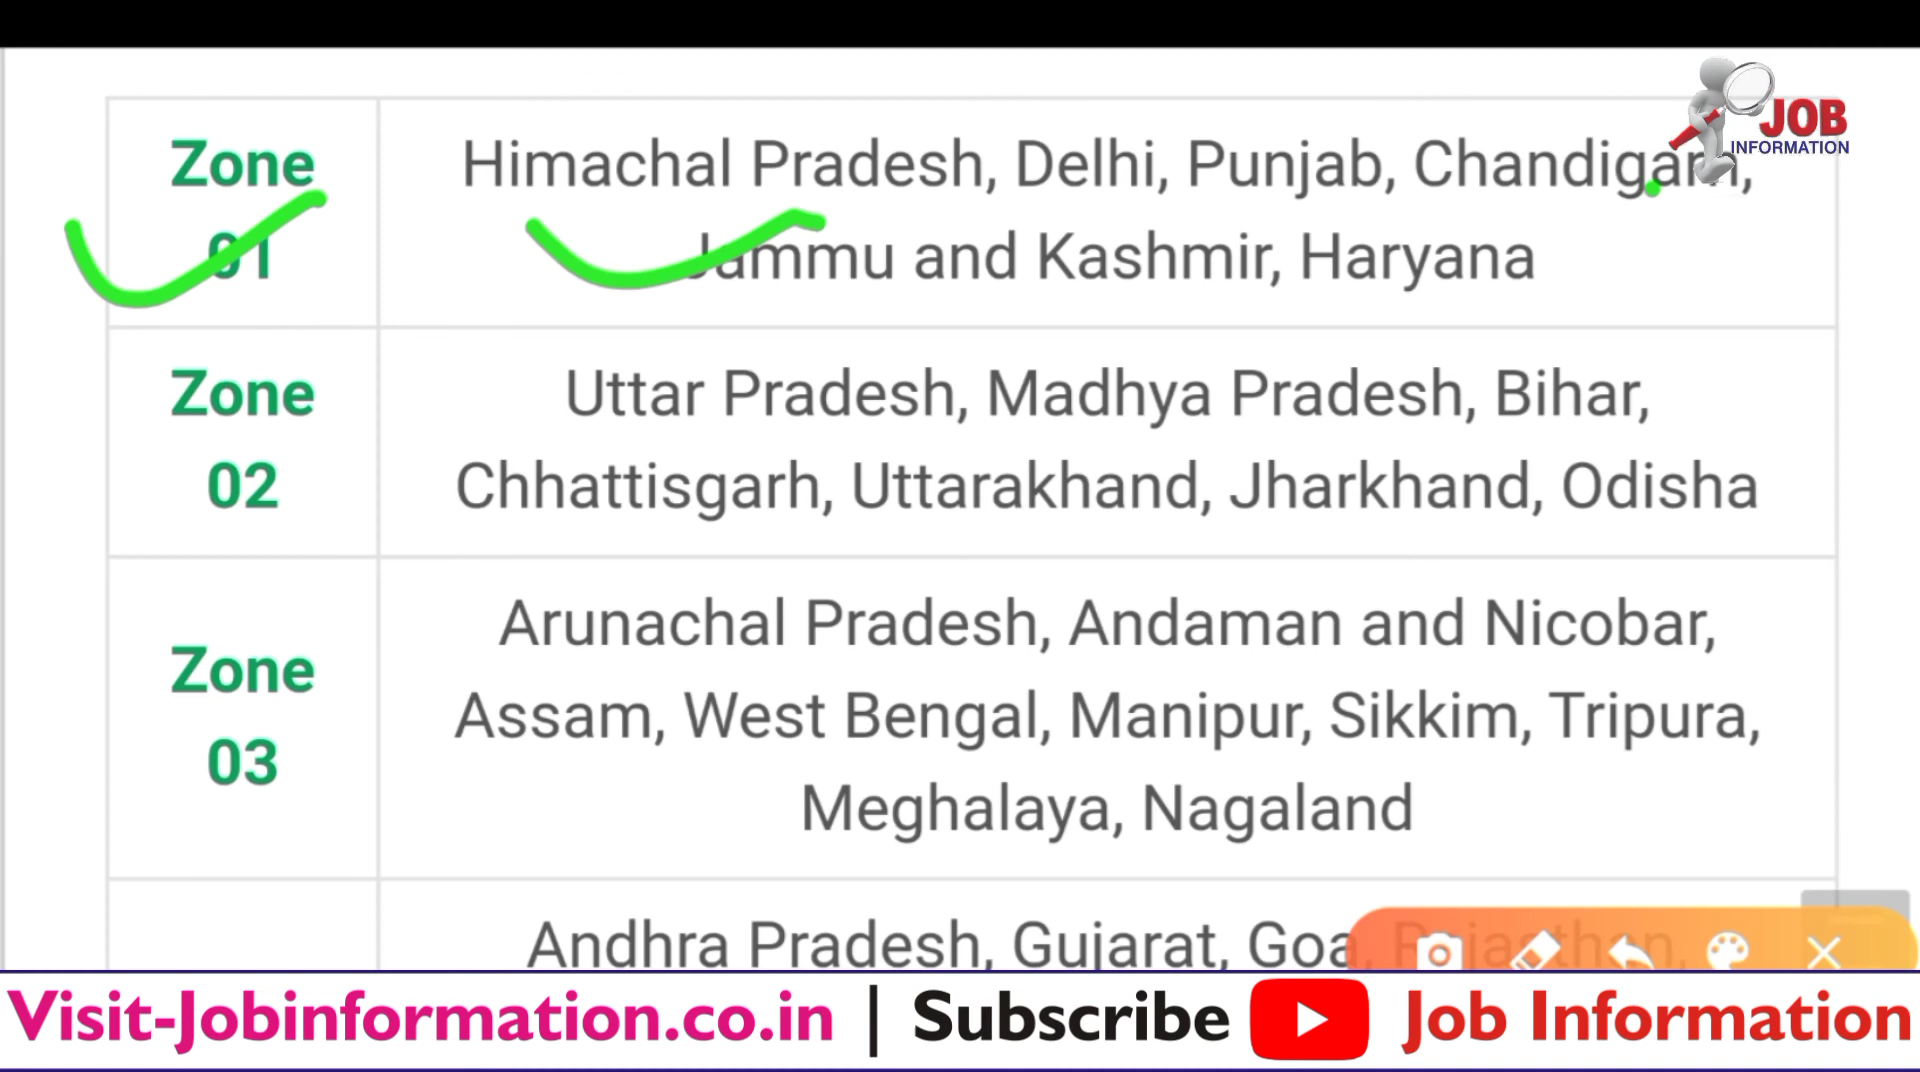 Zone
01
Himachal Pradesh, Delhi, Punjab,
Jammu and Kashmir, Haryana
JOB
INFORMATION
Zone
02
Uttar Pradesh, Madhya Pradesh, Bihar,
Chhattisgarh, Uttarakhand, Jharkhand, Odisha
Zone
03
Arunachal Pradesh, Andaman and Nicobar,
Assam, West Bengal, Manipur, Sikkim, Tripura,
Meghalaya, Nagaland
Andhra Pradesh, Gujarat, Goa, Rajasthan,
Visit-Jobinformation.co.in | Subscribe Job Information